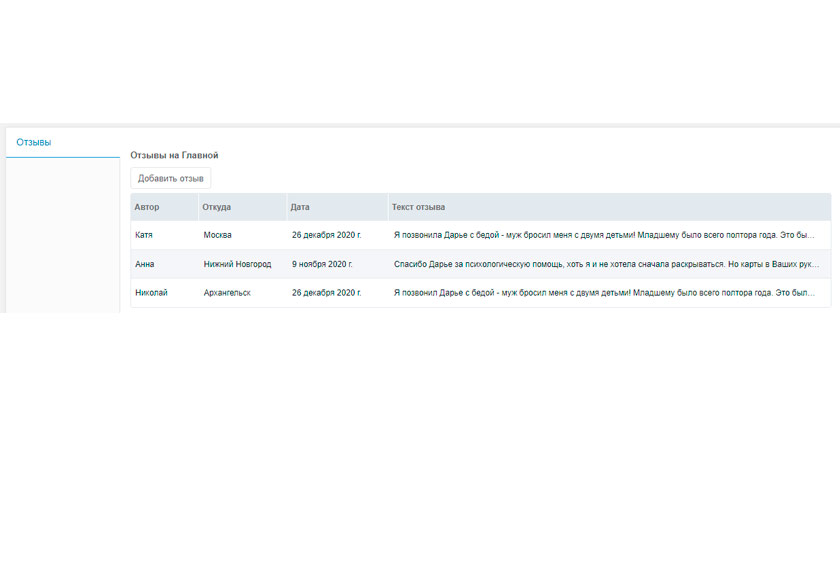 Отзывы
Отзывы на Главной
Добавить отзыв
Автор Откуда Дата Текст отзыва
Катя Москва 26 декабря 2020 г. Я позвонила Дарье с бедой - муж бросил меня с двумя детьми! Младшему было всего полтора года. Это бы...
Анна Нижний Новгород 9 ноября 2020 г. Спасибо Дарье за психологическую помощь, хоть я и не хотела сначала раскрываться. Но карты в Ваших рук...
Николай Архангельск 26 декабря 2020 г. Я позвонил Дарье с бедой - муж бросил меня с двумя детьми! Младшему было всего полтора года. Это был...